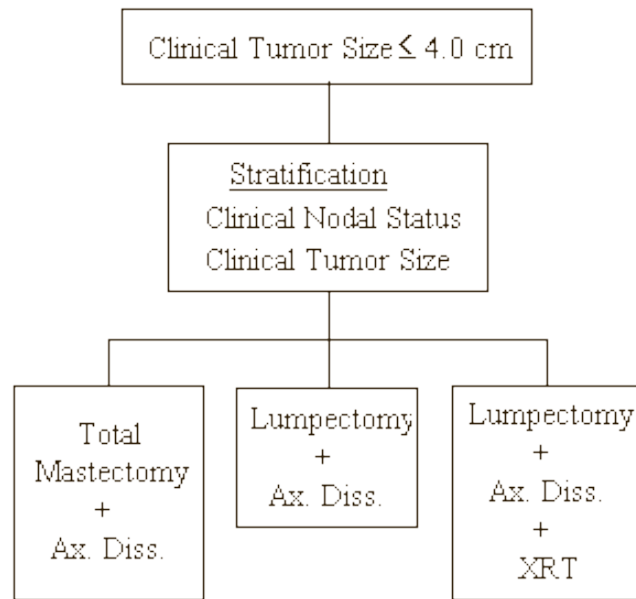 Clinical Tumor Size ≤ 4.0 cm
Stratification
Clinical Nodal Status
Clinical Tumor Size
Total
Mastectomy
+
Ax. Diss.
Lumpectomy
+
Ax. Diss.
Lumpectomy
+
Ax. Diss.
+
XRT